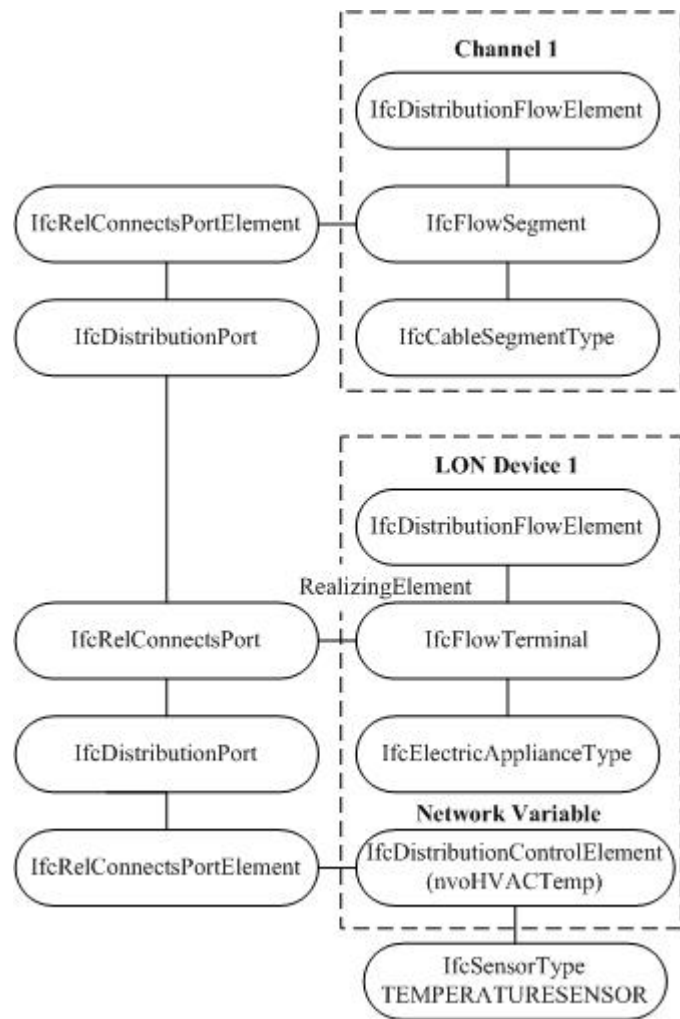 Channel 1
IfcDistributionFlowElement
IfcRelConnectsPortElement
IfcFlowSegment
IfcDistributionPort
IfcCableSegmentType
LON Device 1
IfcDistributionFlowElement
RealizingElement
IfcRelConnectsPort
IfcFlowTerminal
IfcDistributionPort
IfcElectricApplianceType
Network Variable
IfcRelConnectsPortElement
IfcDistributionControlElement
(nvoHVACTemp)
IfcSensorType
TEMPERATURESENSOR